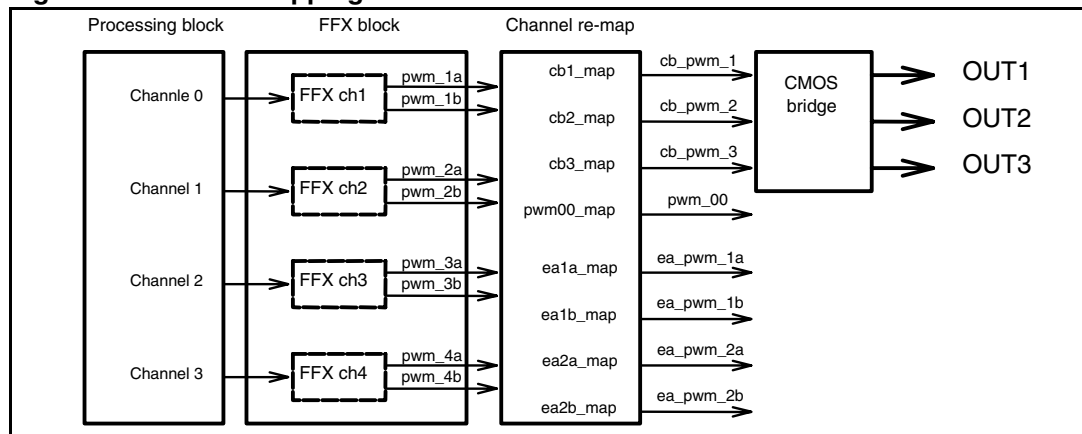 Processing block
FFX block
Channel re-map
Channle 0
Channel 1
Channel 2
Channel 3
FFX ch1
FFX ch2
FFX ch3
FFX ch4
pwm_1a
pwm_1b
pwm_2a
pwm_2b
pwm_3a
pwm_3b
pwm_4a
pwm_4b
cb1_map
cb2_map
cb3_map
pwm00_map
ea1a_map
ea1b_map
ea2a_map
ea2b_map
cb_pwm_1
cb_pwm_2
cb_pwm_3
pwm_00
ea_pwm_1a
ea_pwm_1b
ea_pwm_2a
ea_pwm_2b
CMOS
bridge
OUT1
OUT2
OUT3